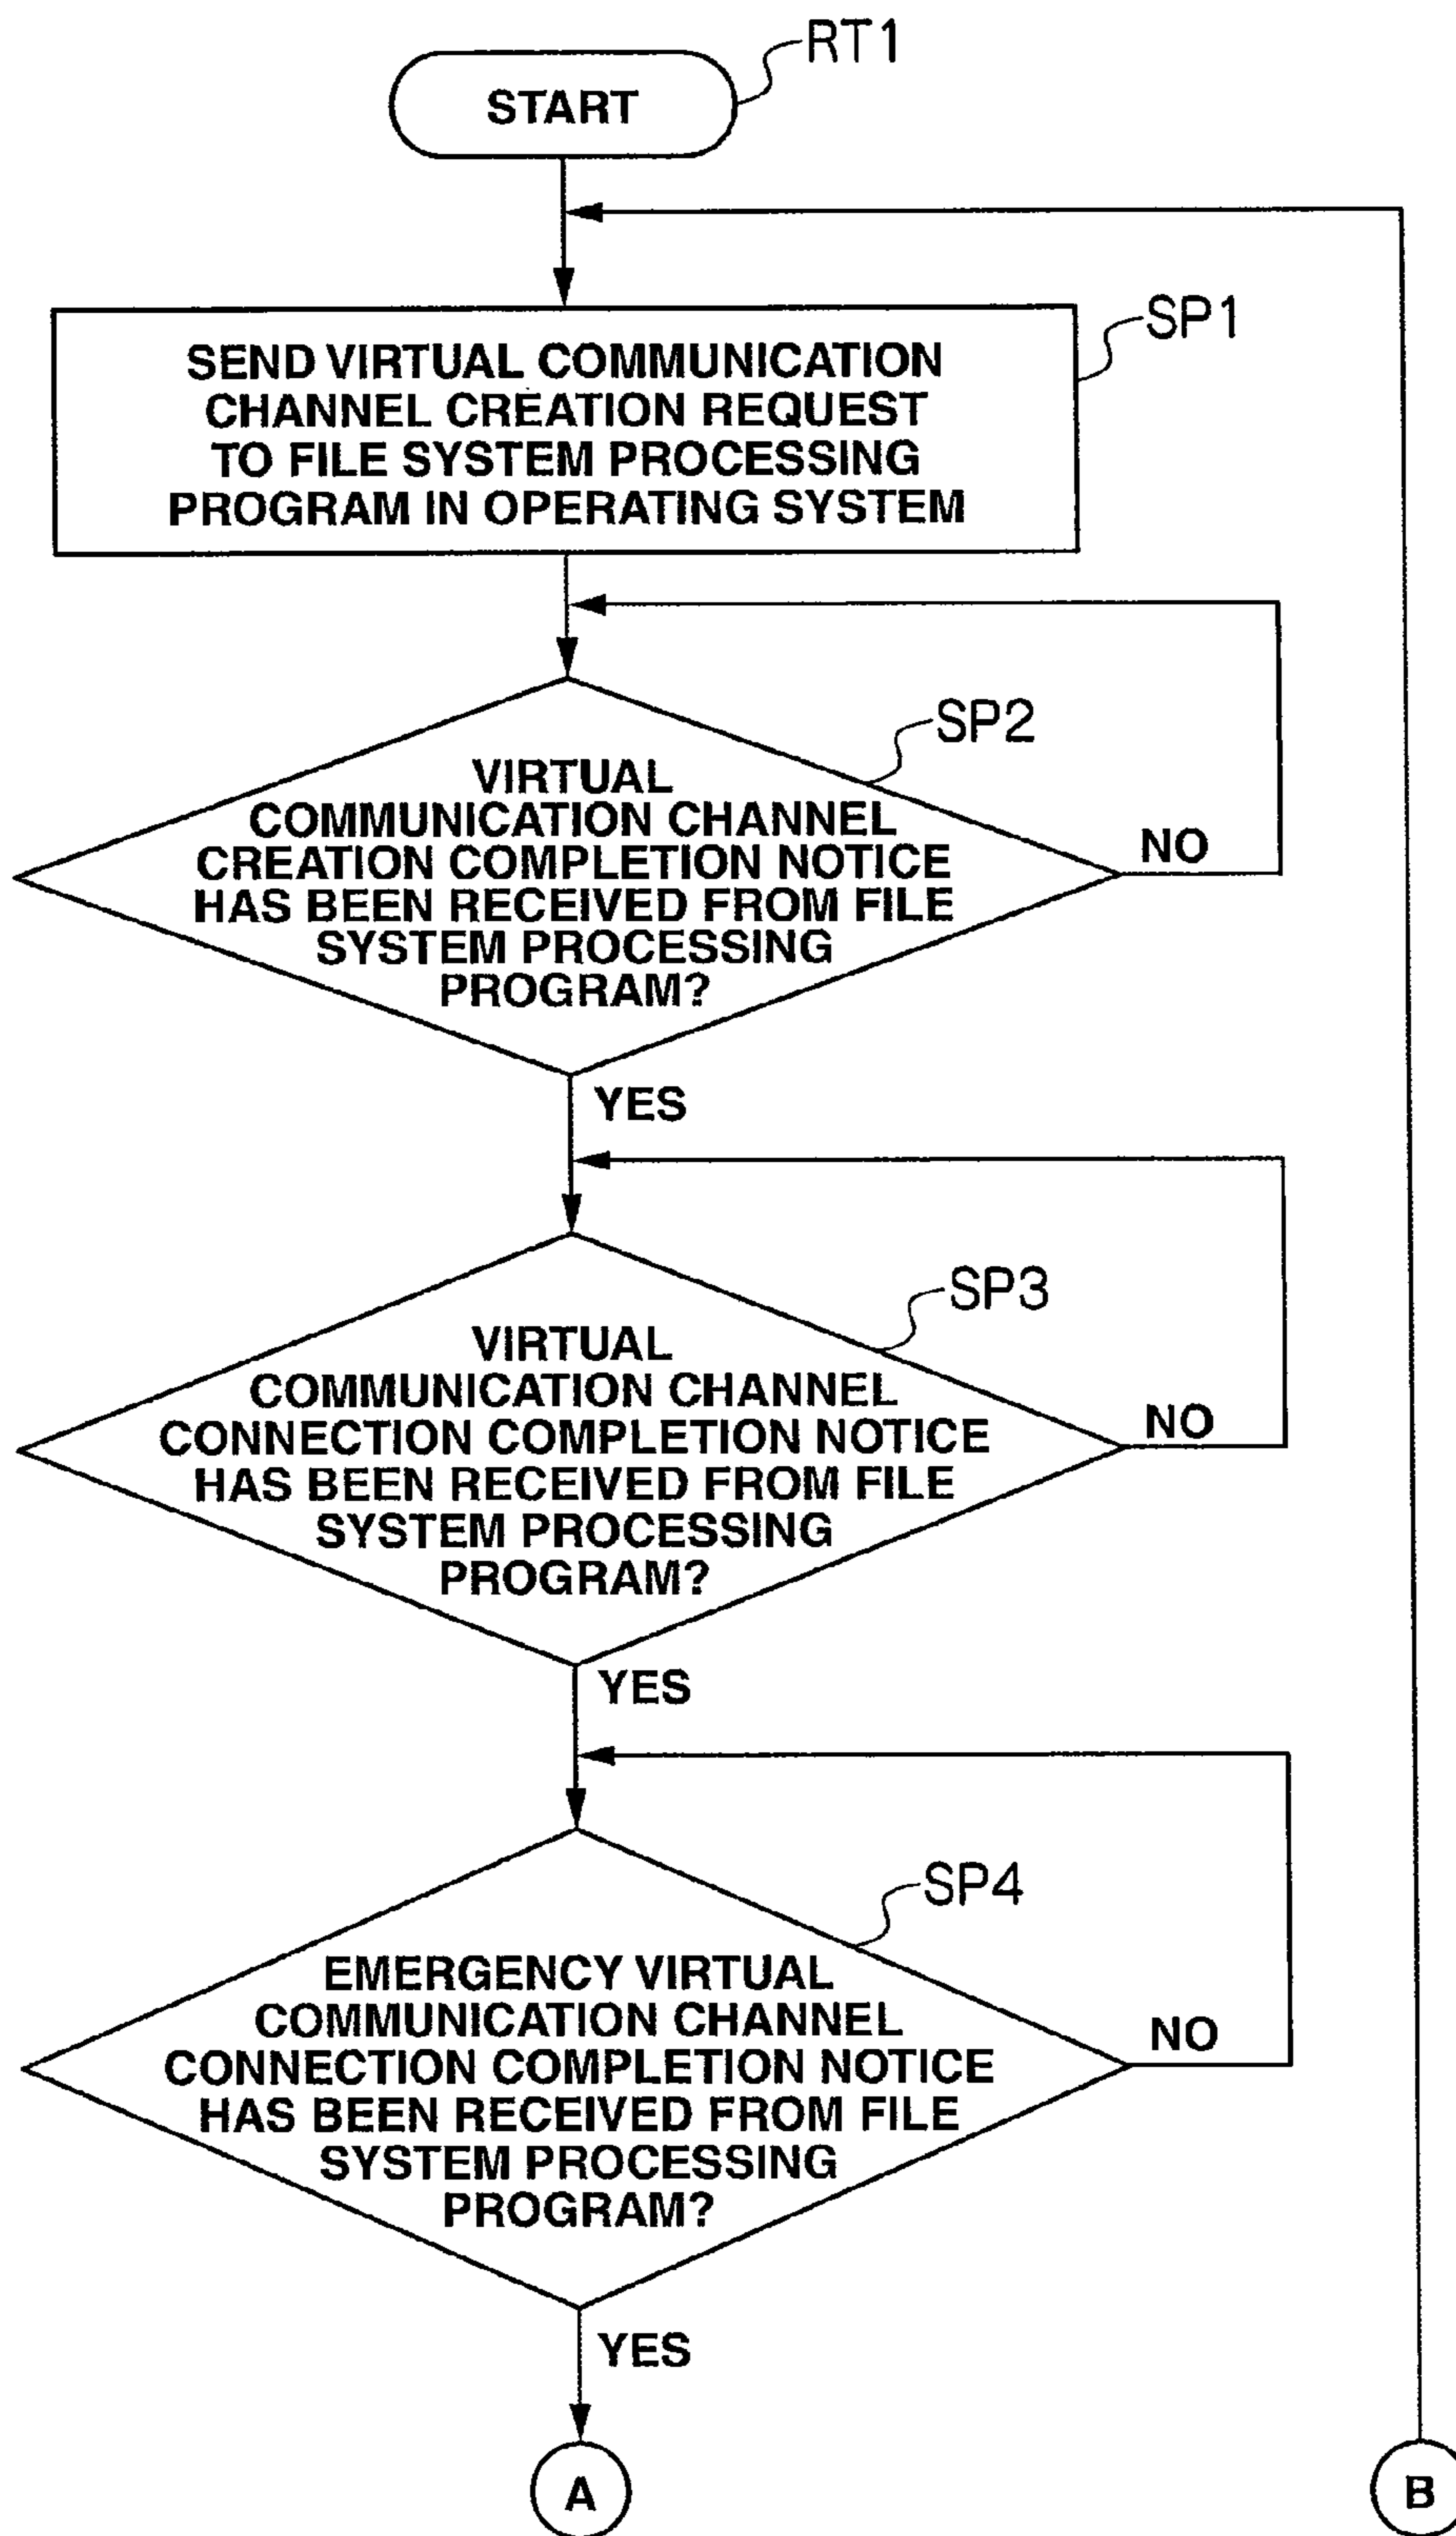 RT1
START
SP1
SEND VIRTUAL COMMUNICATION
CHANNEL CREATION REQUEST
TO FILE SYSTEM PROCESSING
PROGRAM IN OPERATING SYSTEM
SP2
VIRTUAL
COMMUNICATION CHANNEL
CREATION COMPLETION NOTICE
HAS BEEN RECEIVED FROM FILE
SYSTEM PROCESSING
PROGRAM?
NO
YES
SP3
VIRTUAL
COMMUNICATION CHANNEL
CONNECTION COMPLETION NOTICE
HAS BEEN RECEIVED FROM FILE
SYSTEM PROCESSING
PROGRAM?
NO
YES
SP4
EMERGENCY VIRTUAL
COMMUNICATION CHANNEL
CONNECTION COMPLETION NOTICE
HAS BEEN RECEIVED FROM FILE
SYSTEM PROCESSING
PROGRAM?
NO
YES
A
B